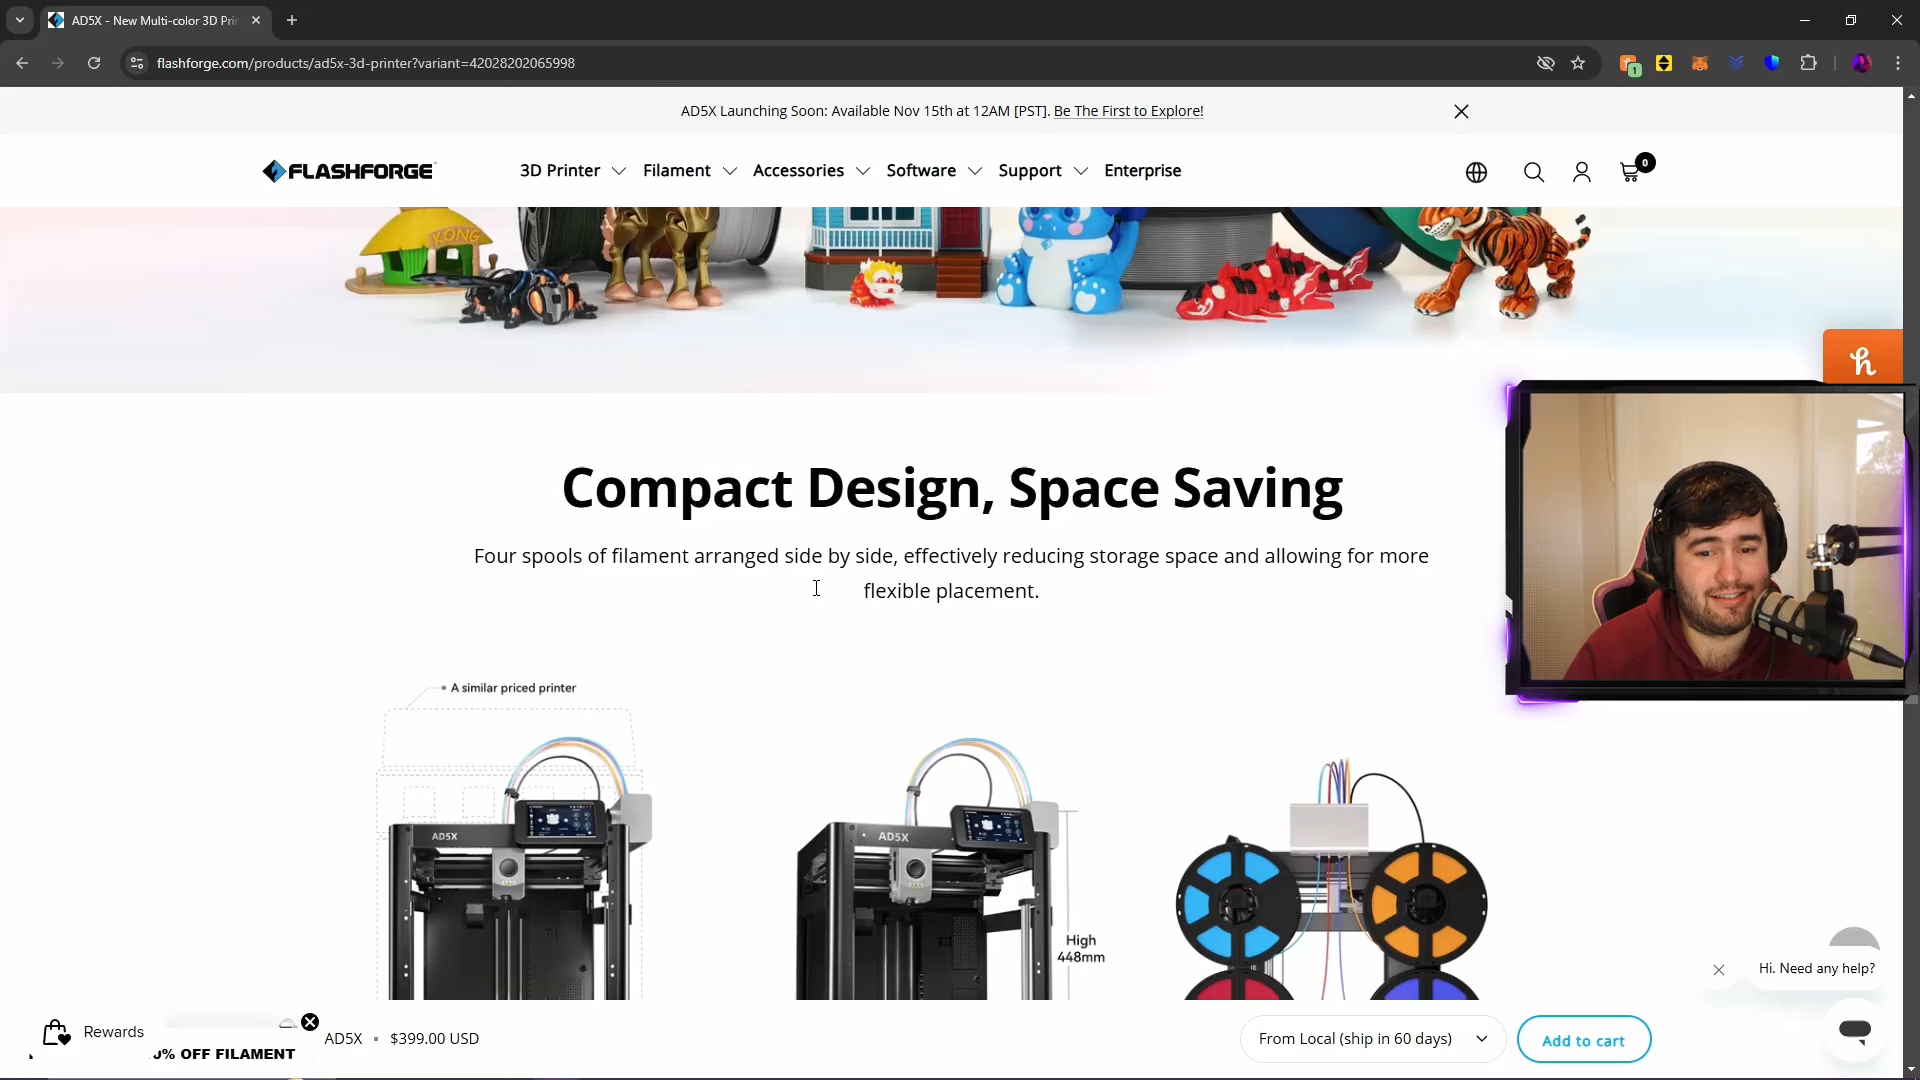 AD5X - New Multi-color 3D Pri
flashforge.com/products/ad5x-3d-printer?variant=42028202065998
1
AD5X Launching Soon: Available Nov 15th at 12AM [PST]. Be The First to Explore!
FLASHFORGE
3D Printer Filament Accessories Software Support Enterprise
0
KONG
Compact Design, Space Saving
Four spools of filament arranged side by side, effectively reducing storage space and allowing for more
flexible placement.
A similar priced printer
AD5X
AD5X
High
448mm
Hi. Need any help?
Rewards
0% OFF FILAMENT
AD5X $399.00 USD
From Local (ship in 60 days)
Add to cart